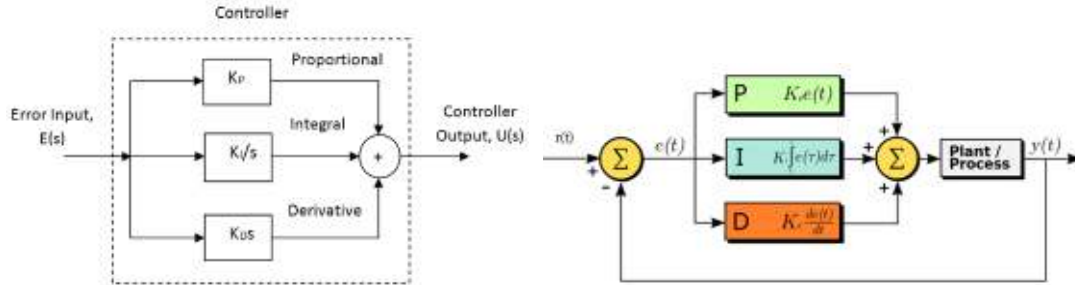 Controller
Proportional
KP
Error Input,
E(s)
Integral
KI/s
+
Controller
Output, U(s)
Derivative
KDs
r(t)
+
-
Σ
e(t)
P
I
D
+
+
+
Σ
Plant /
Process
y(t)